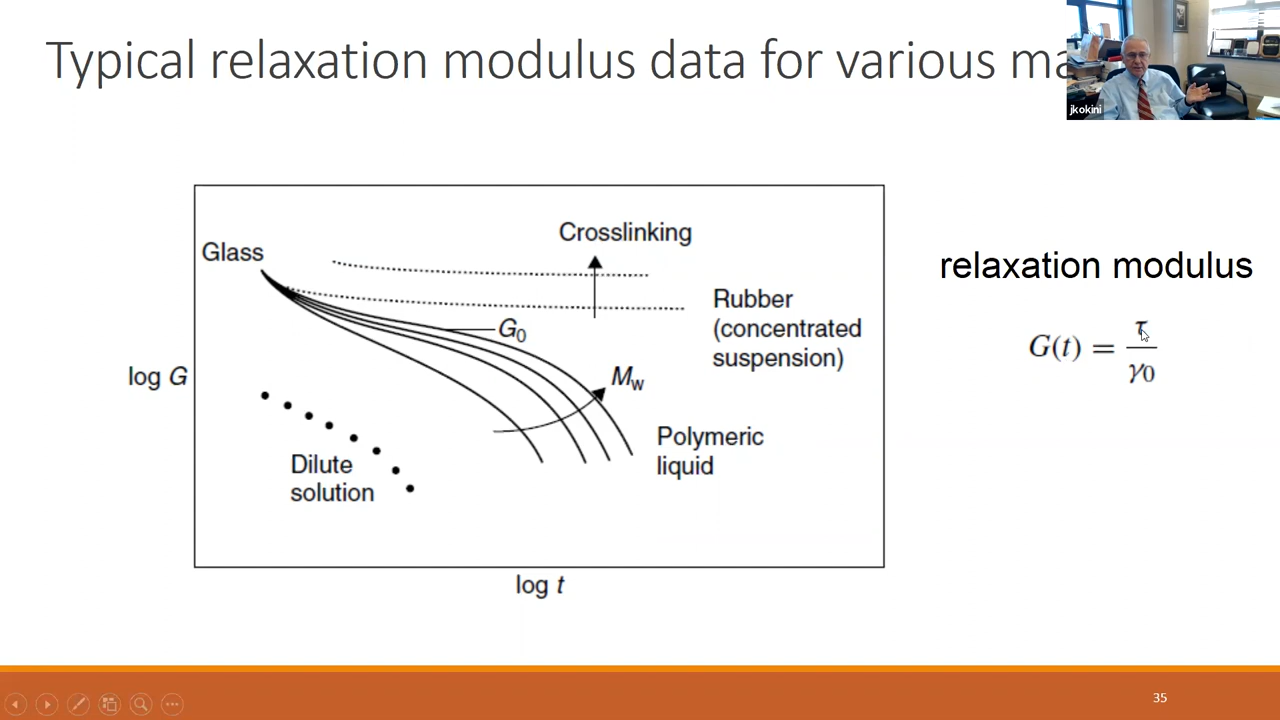 Typical relaxation modulus data for various
jkokini
Crosslinking
Glass
Rubber
(concentrated
suspension)
G0
log G
Mw
Polymeric
liquid
Dilute
solution
log t
relaxation modulus
G(t) = τ / γ0
35